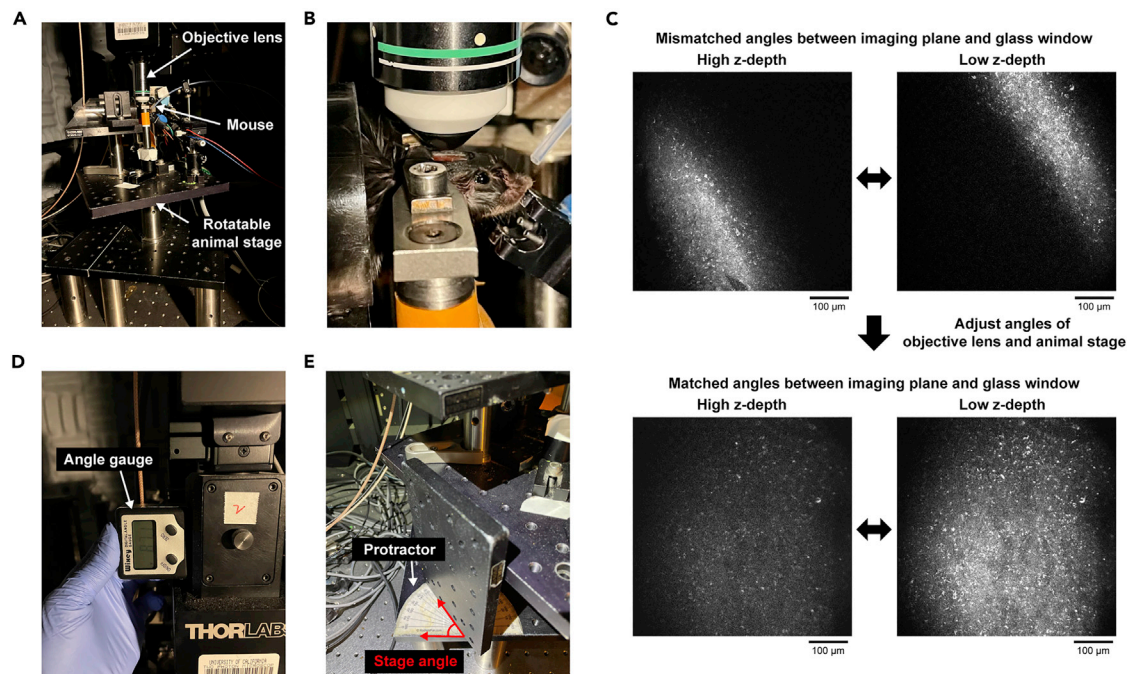 A
Objective lens
Mouse
Rotatable
animal stage
B
C
Mismatched angles between imaging plane and glass window
High z-depth
Low z-depth
100 µm
100 µm
Adjust angles of
objective lens and animal stage
Matched angles between imaging plane and glass window
High z-depth
Low z-depth
100 µm
100 µm
D
Angle gauge
Wixey
THORLABS
UNIVERSITY OF CALIFORNIA
E
Protractor
Stage angle